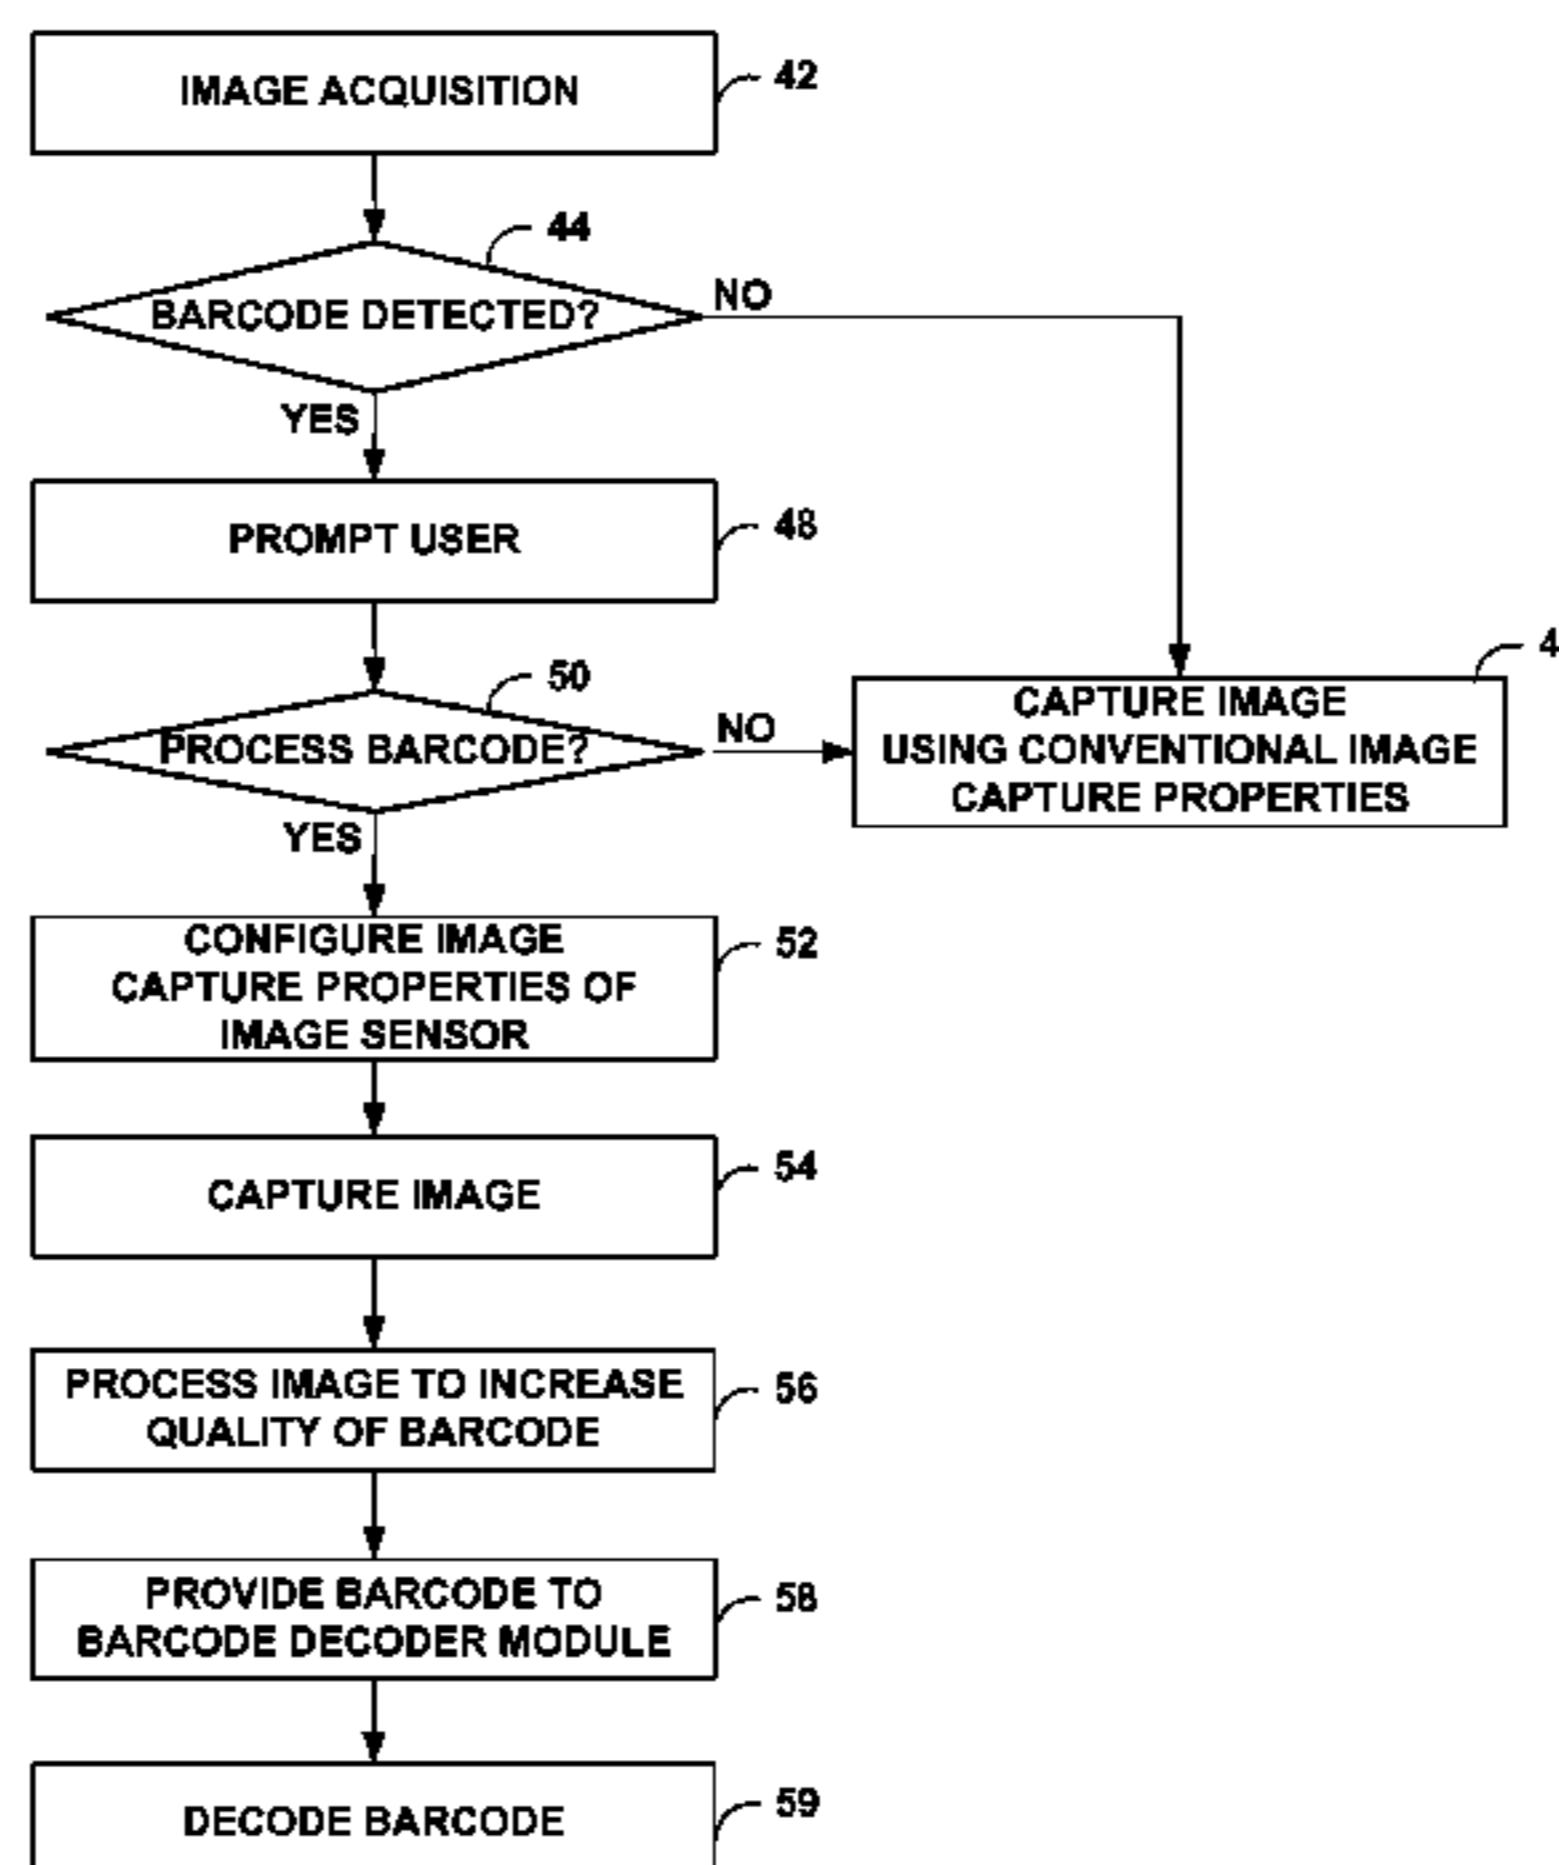 IMAGE ACQUISITION
42
44
BARCODE DETECTED?
NO
YES
PROMPT USER
48
50
PROCESS BARCODE?
NO
YES
4
CAPTURE IMAGE
USING CONVENTIONAL IMAGE
CAPTURE PROPERTIES
CONFIGURE IMAGE
CAPTURE PROPERTIES OF
IMAGE SENSOR
52
CAPTURE IMAGE
54
PROCESS IMAGE TO INCREASE
QUALITY OF BARCODE
56
PROVIDE BARCODE TO
BARCODE DECODER MODULE
58
DECODE BARCODE
59